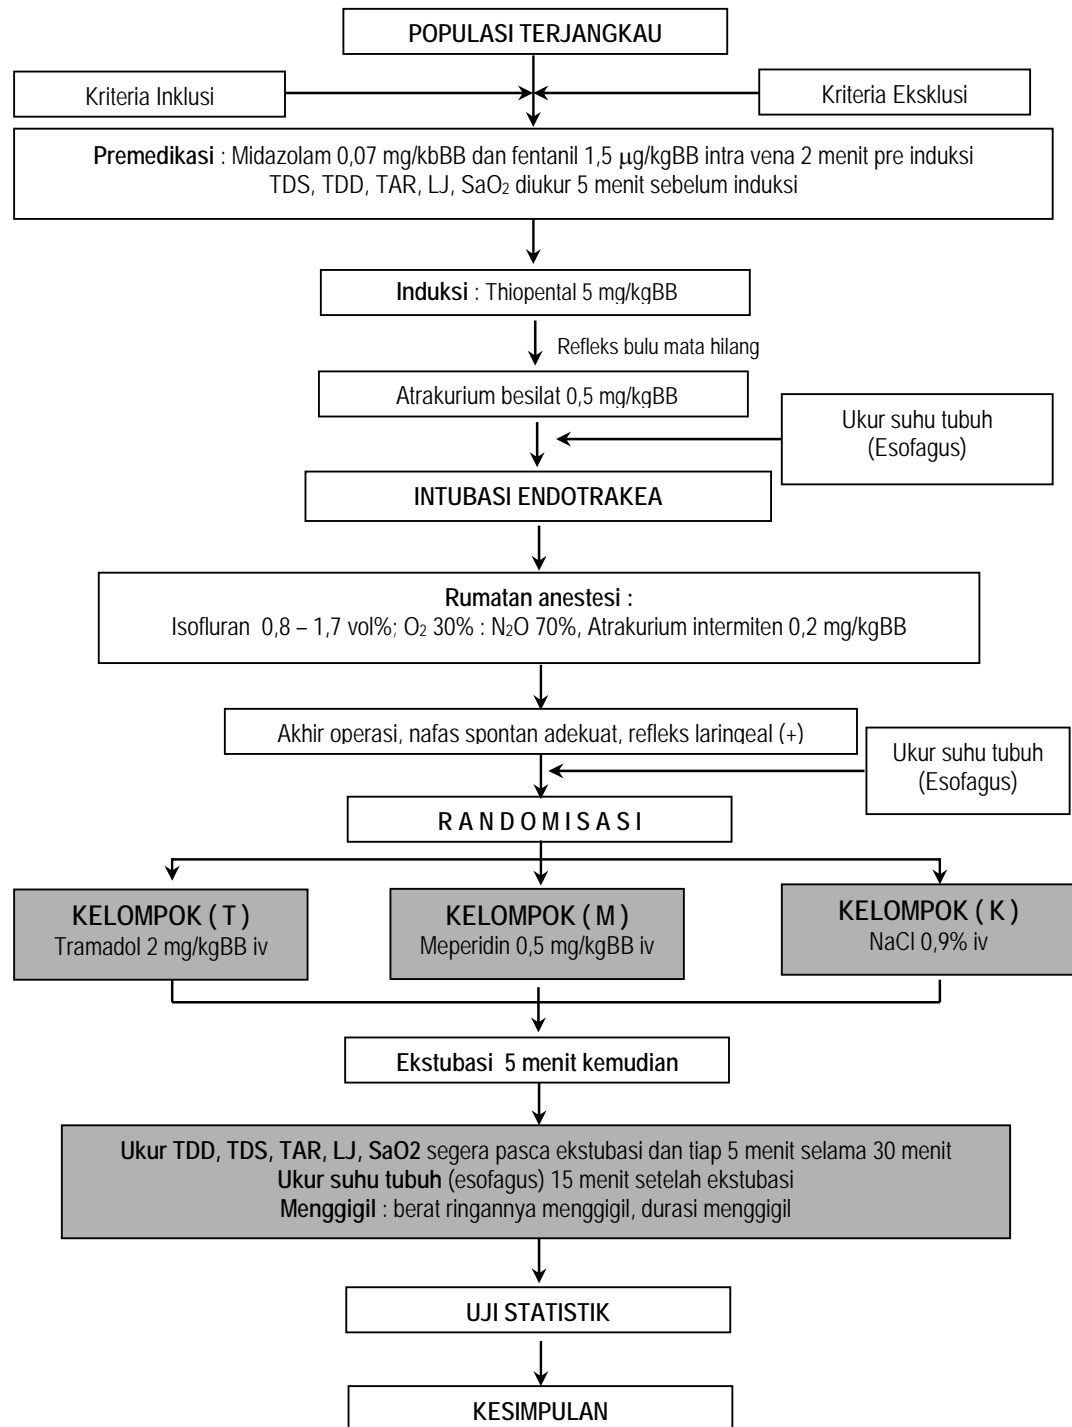 POPULASI TERJANGKAU
Kriteria Inklusi
Kriteria Eksklusi
Premedikasi : Midazolam 0,07 mg/kbBB dan fentanil 1,5 µg/kgBB intra vena 2 menit pre induksi
TDS, TDD, TAR, LJ, SaO₂ diukur 5 menit sebelum induksi
Induksi : Thiopental 5 mg/kgBB
Refleks bulu mata hilang
Atrakurium besilat 0,5 mg/kgBB
Ukur suhu tubuh
(Esofagus)
INTUBASI ENDOTRAKEA
Rumatan anestesi :
Isofluran 0,8 – 1,7 vol%; O₂ 30% : N₂O 70%, Atrakurium intermiten 0,2 mg/kgBB
Akhir operasi, nafas spontan adekuat, refleks laringeal (+)
Ukur suhu tubuh
(Esofagus)
R A N D O M I S A S I
KELOMPOK ( T )
Tramadol 2 mg/kgBB iv
KELOMPOK ( M )
Meperidin 0,5 mg/kgBB iv
KELOMPOK ( K )
NaCl 0,9% iv
Ekstubasi 5 menit kemudian
Ukur TDD, TDS, TAR, LJ, SaO2 segera pasca ekstubasi dan tiap 5 menit selama 30 menit
Ukur suhu tubuh (esofagus) 15 menit setelah ekstubasi
Menggigil : berat ringannya menggigil, durasi menggigil
UJI STATISTIK
KESIMPULAN